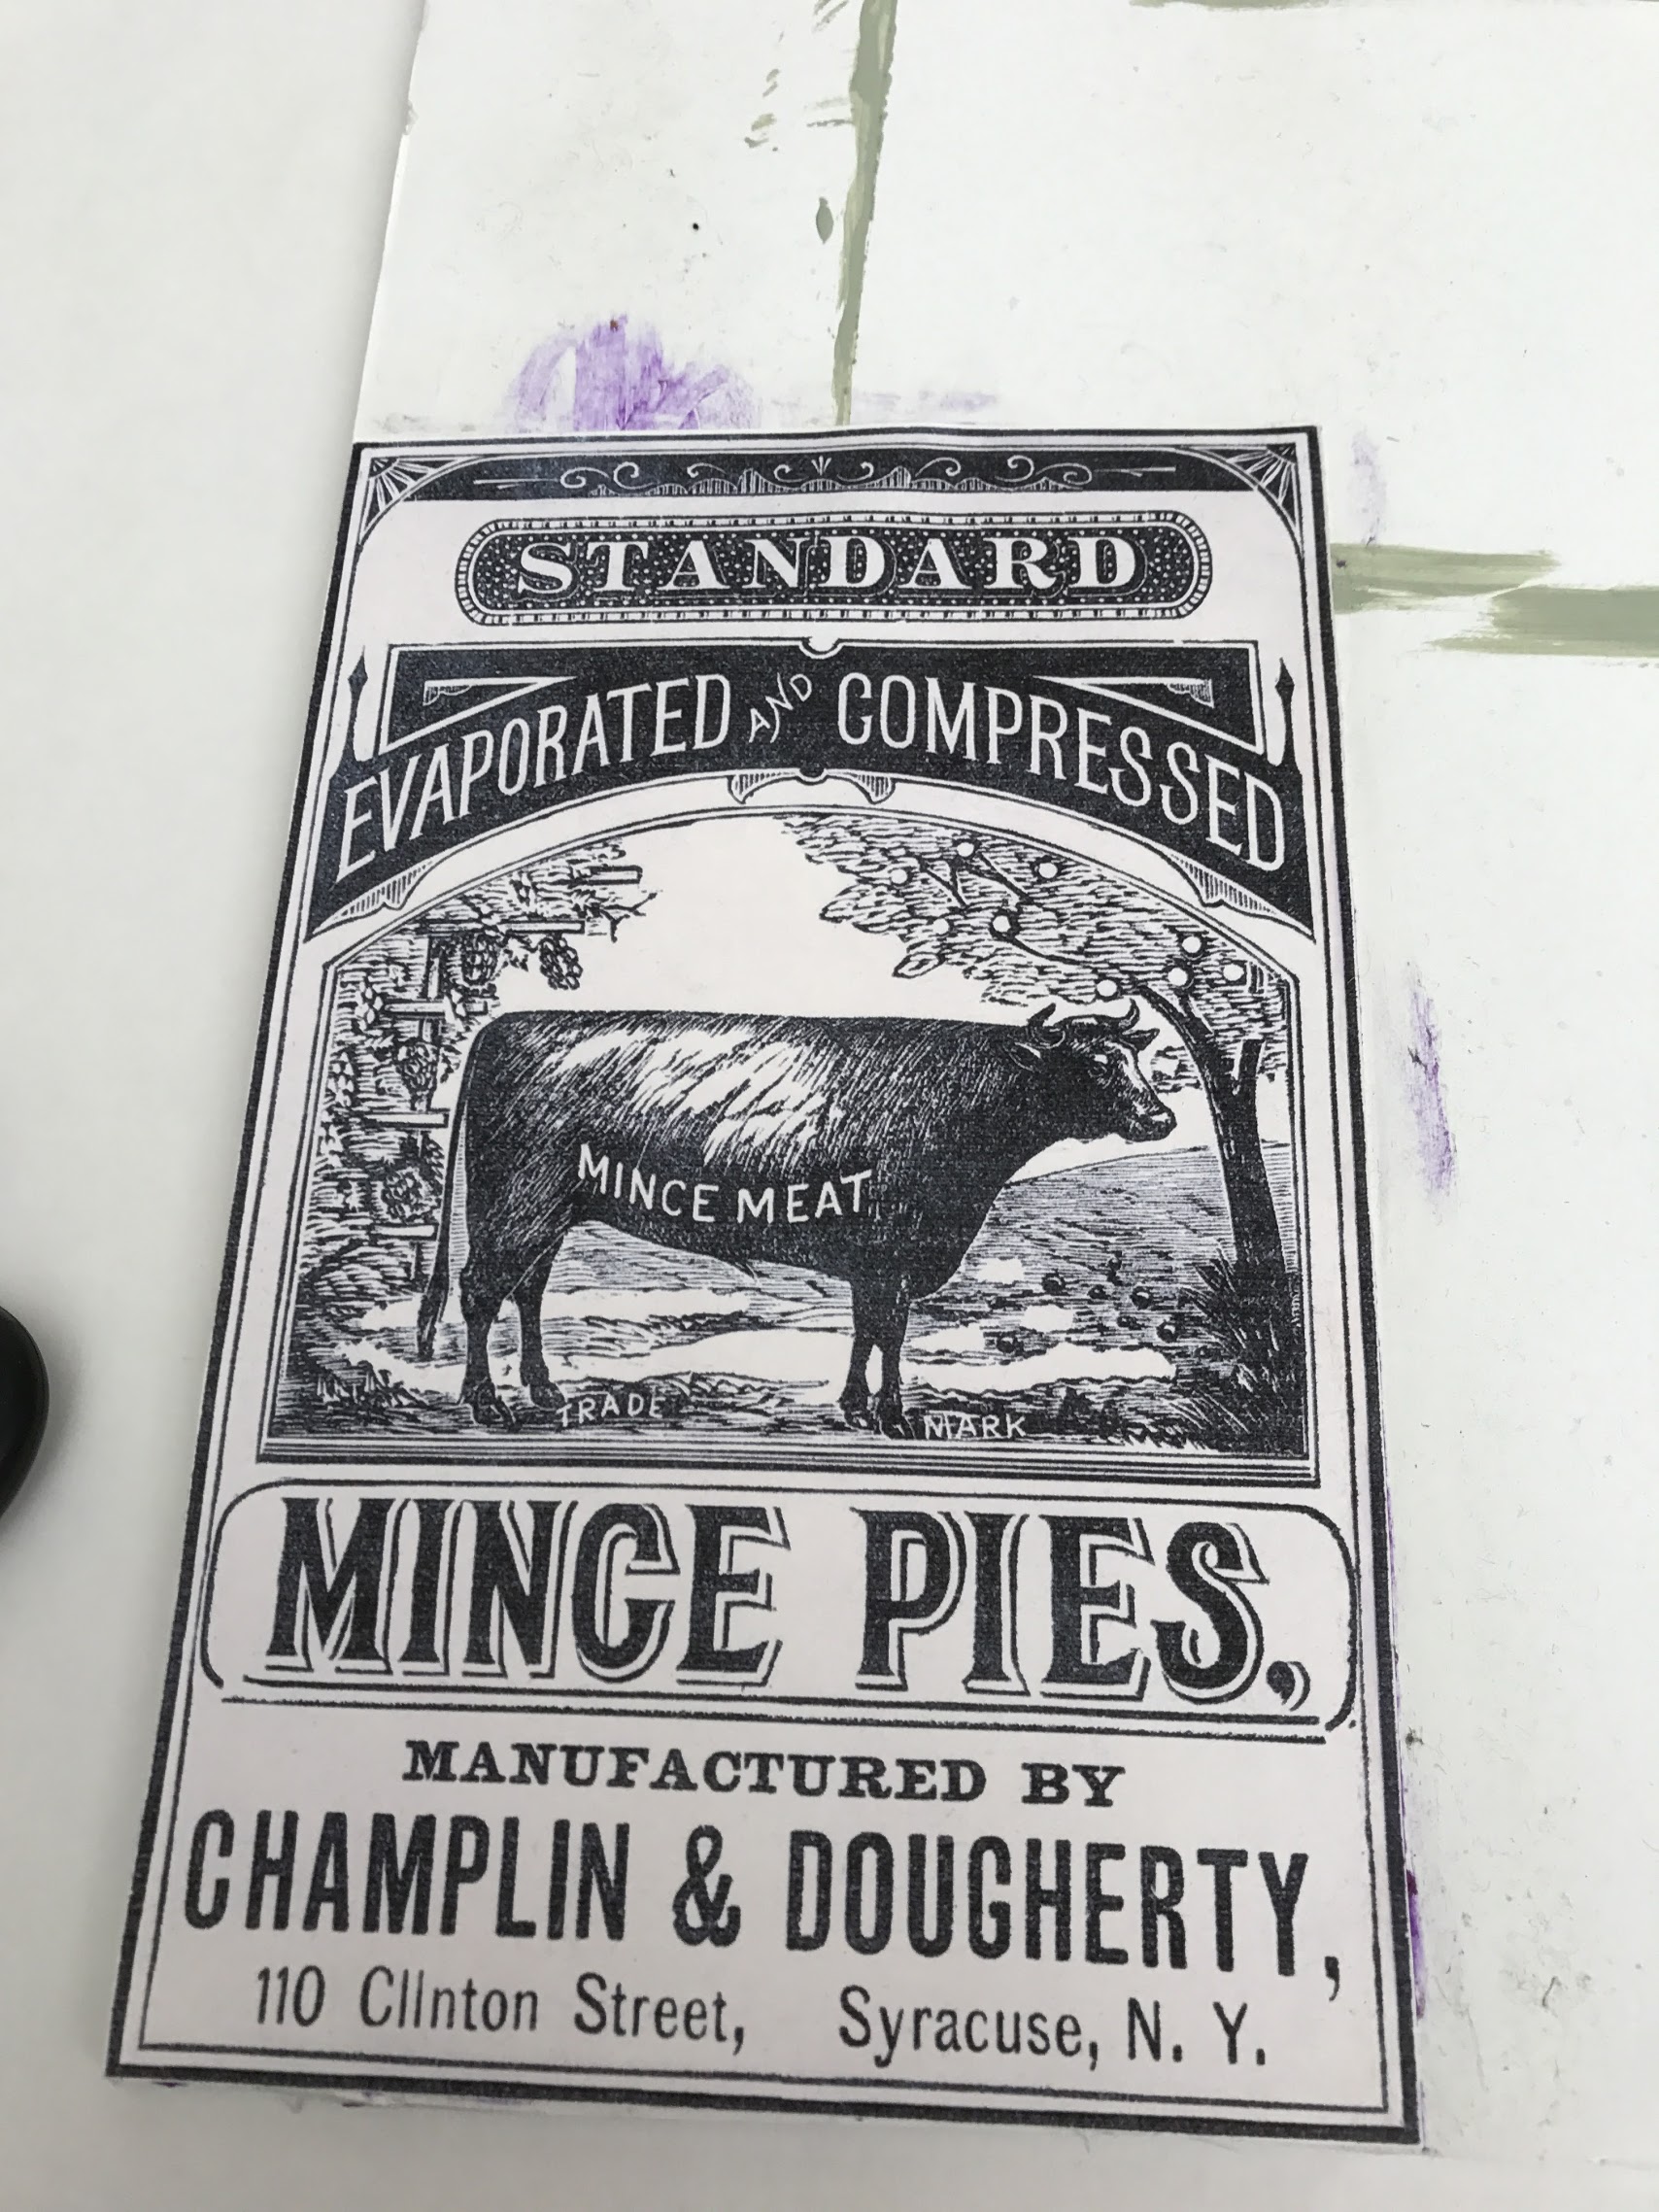 STANDARD
EVAPORATED AND COMPRESSED
MINCE MEAT
TRADE MARK
MINCE PIES,
MANUFACTURED BY
CHAMPLIN & DOUGHERTY,
110 Clinton Street, Syracuse, N. Y.